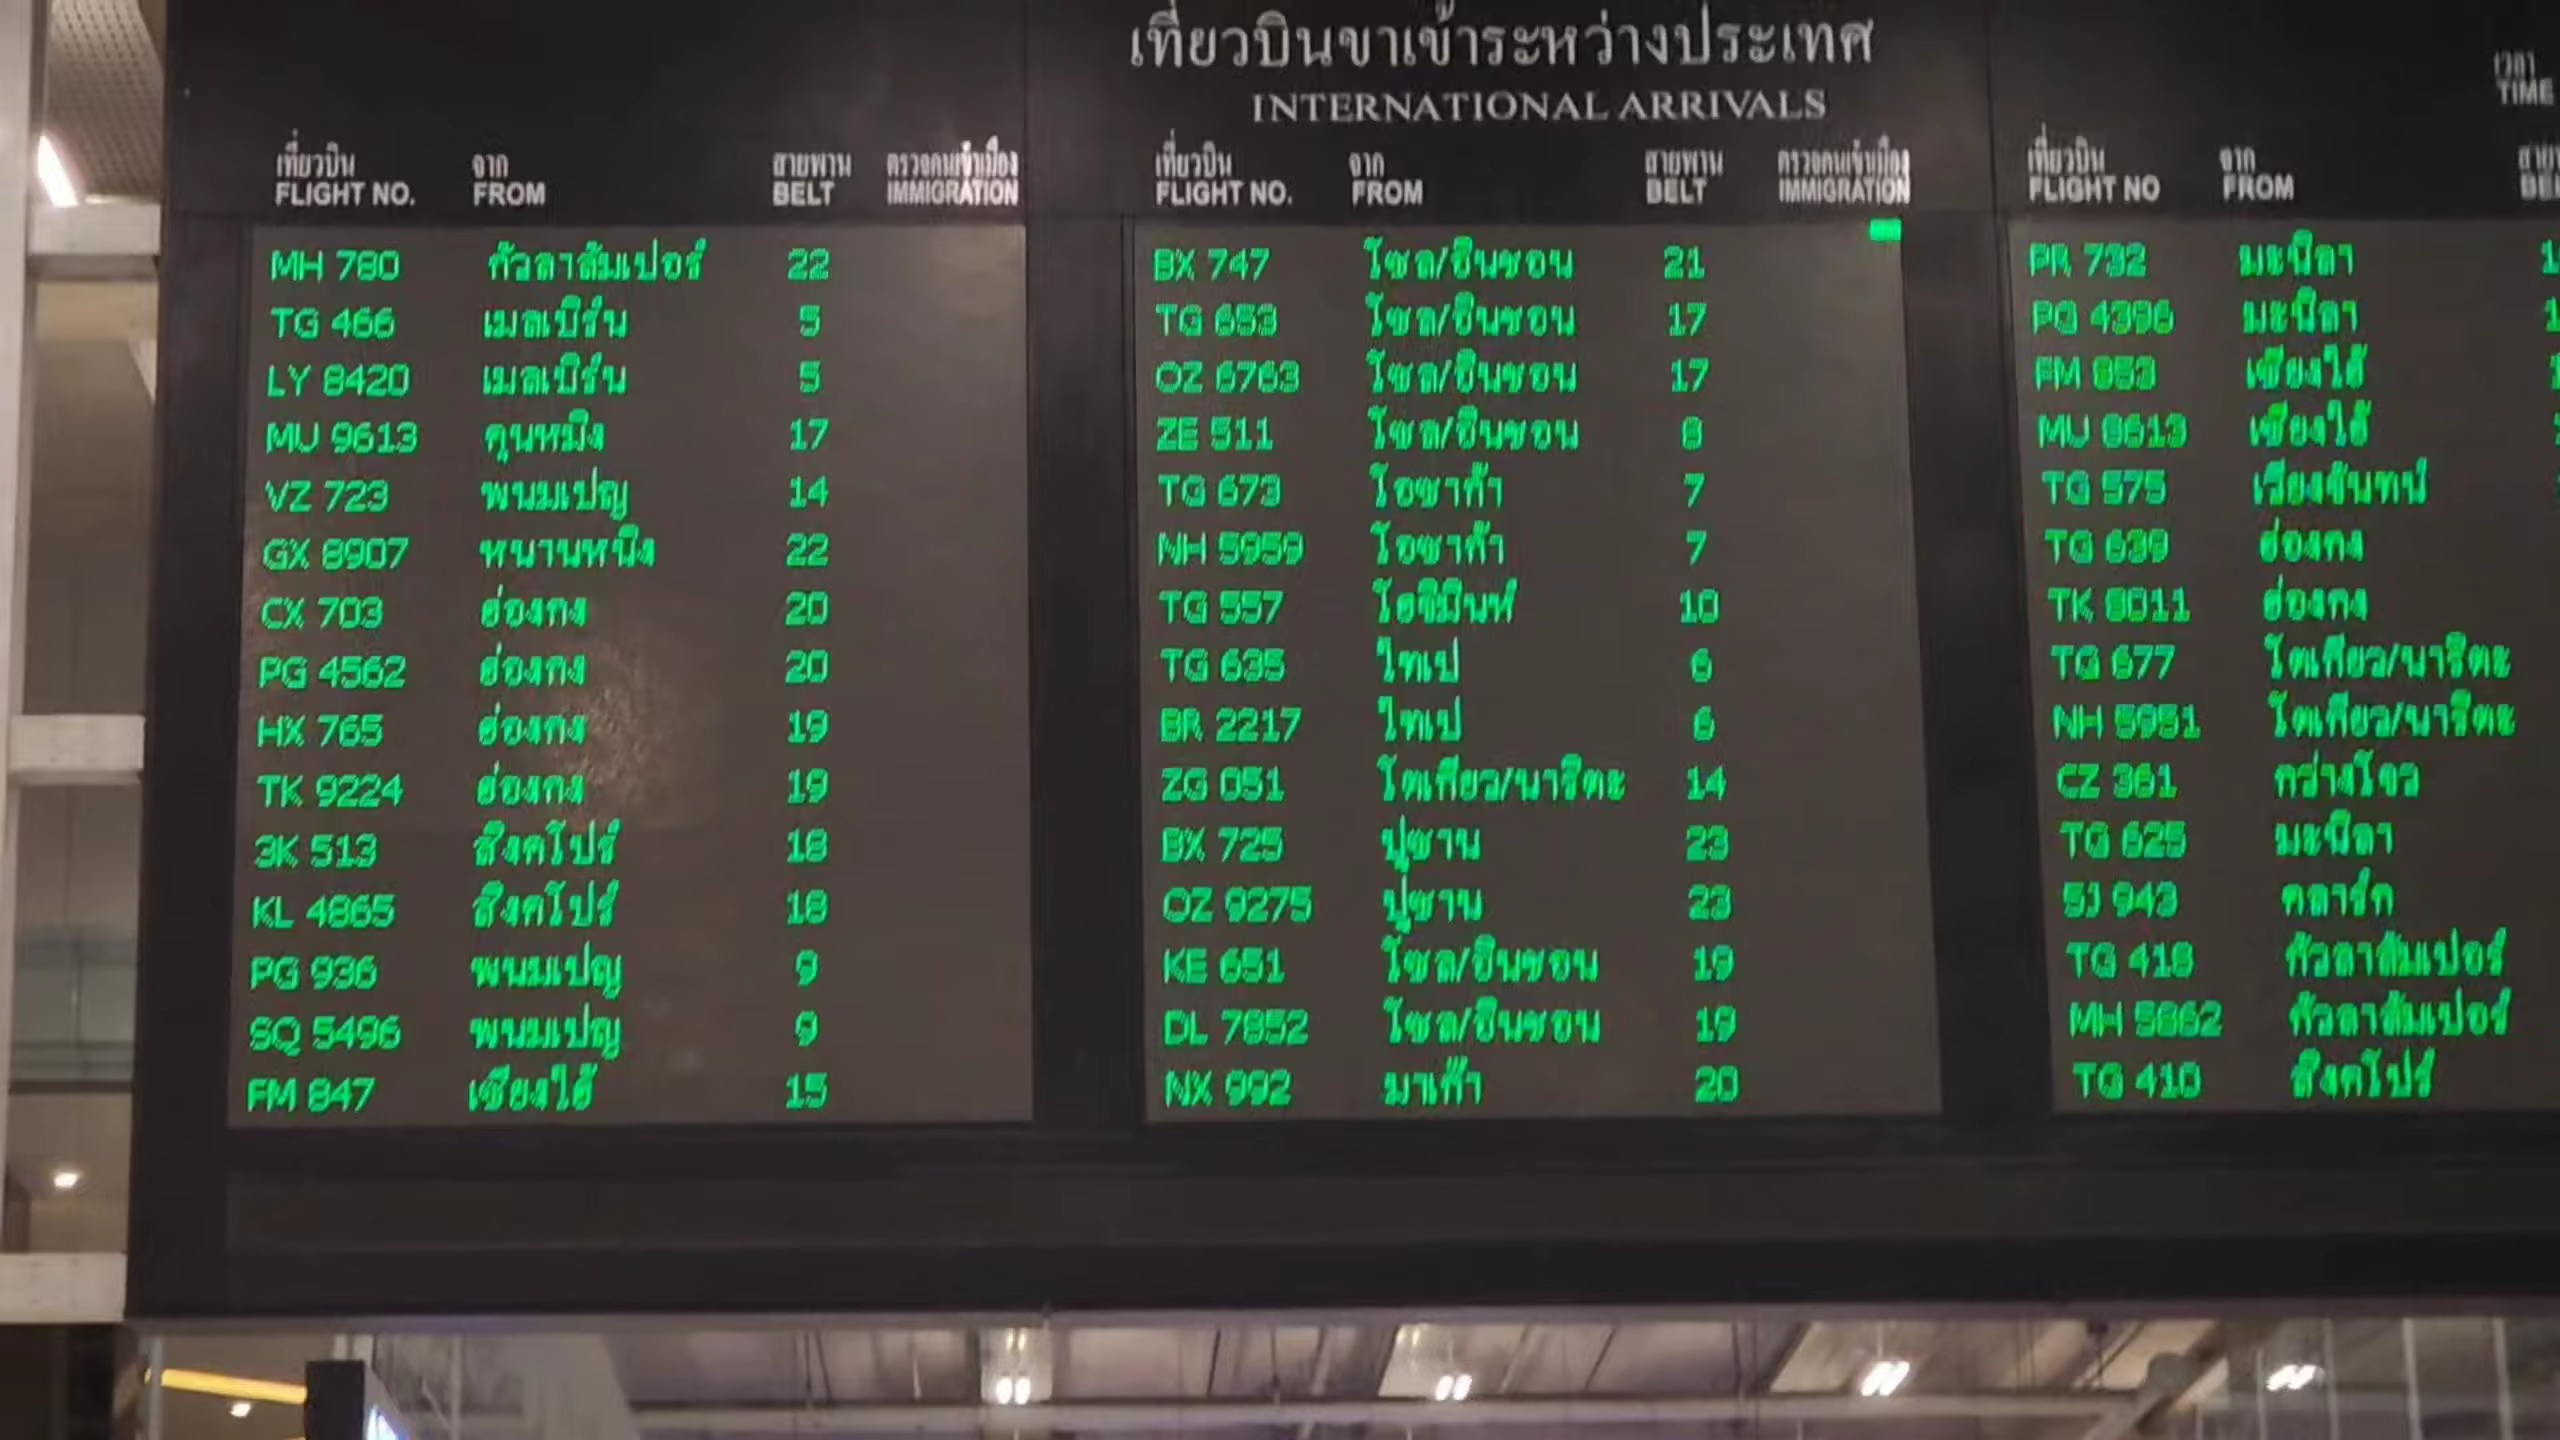 เที่ยวบินขาเข้าระหว่างประเทศ
INTERNATIONAL ARRIVALS
เวลา
TIME
เที่ยวบิน จาก สายพาน ตรวจคนเข้าเมือง
FLIGHT NO. FROM BELT IMMIGRATION
MH 780 กัวลาลัมเปอร์ 22
TG 466 เมลเบิร์น 5
LY 8420 เมลเบิร์น 5
MU 9613 คุนหมิง 17
VZ 723 พนมเปญ 14
GX 8907 หนานหนิง 22
CX 703 ฮ่องกง 20
PG 4562 ฮ่องกง 20
HX 765 ฮ่องกง 19
TK 9224 ฮ่องกง 19
3K 513 สิงคโปร์ 18
KL 4865 สิงคโปร์ 18
PG 936 พนมเปญ 9
SQ 5496 พนมเปญ 9
FM 847 เซี่ยงไฮ้ 15
เที่ยวบิน จาก สายพาน ตรวจคนเข้าเมือง
FLIGHT NO. FROM BELT IMMIGRATION
BX 747 โซล/อินชอน 21
TG 653 โซล/อินชอน 17
OZ 6763 โซล/อินชอน 17
ZE 511 โซล/อินชอน 8
TG 673 โอซาก้า 7
NH 5959 โอซาก้า 7
TG 557 โฮจิมินห์ 10
TG 635 ไทเป 6
BR 2217 ไทเป 6
ZG 051 โตเกียว/นาริตะ 14
BX 725 ปูซาน 23
OZ 9275 ปูซาน 23
KE 651 โซล/อินชอน 19
DL 7852 โซล/อินชอน 19
NX 992 มาเก๊า 20
เที่ยวบิน จาก
FLIGHT NO FROM
PR 732 มะนิลา
PG 4396 มะนิลา
FM 853 เซี่ยงไฮ้
MU 8613 เซี่ยงไฮ้
TG 575 เวียงจันทน์
TG 639 ฮ่องกง
TK 8011 ฮ่องกง
TG 677 โตเกียว/นาริตะ
NH 5951 โตเกียว/นาริตะ
CZ 361 กว่างโจว
TG 625 มะนิลา
5J 943 คลาร์ก
TG 418 กัวลาลัมเปอร์
MH 5862 กัวลาลัมเปอร์
TG 410 สิงคโปร์